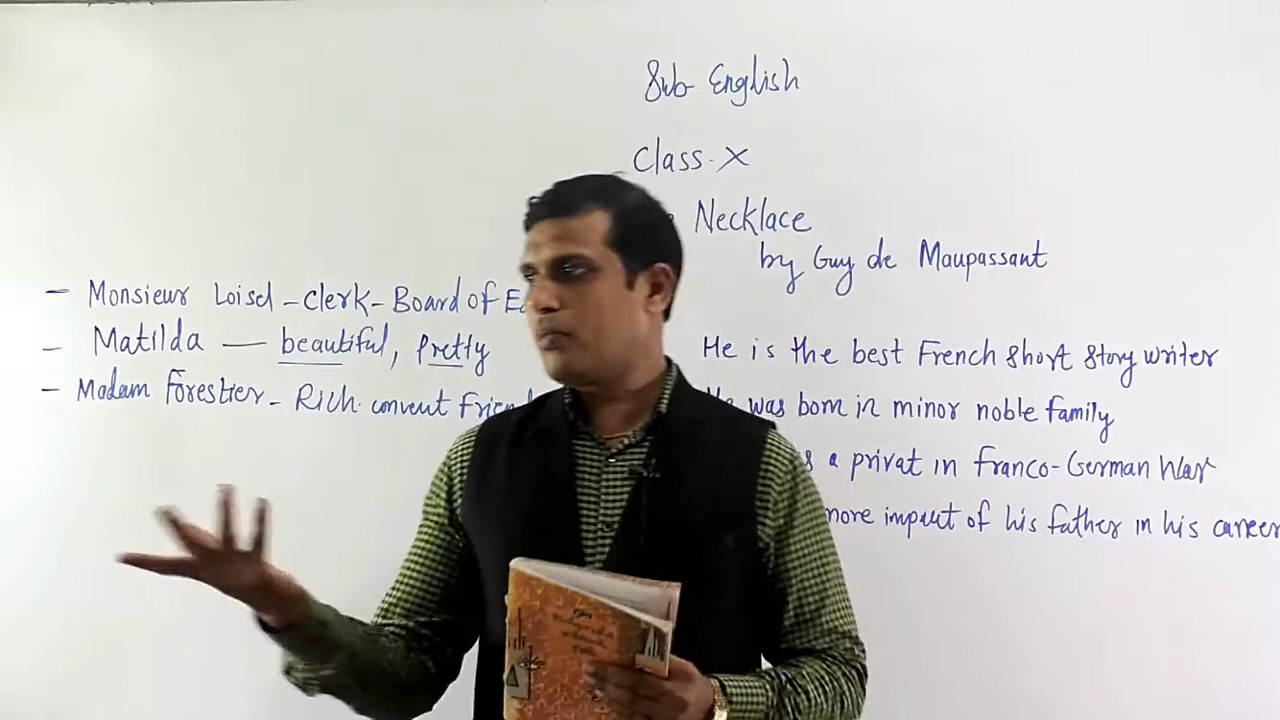 Sub- English
Class-X
Necklace
by Guy de Maupassant
- Monsieur Loisel - clerk - Board of E
- Matilda — beautiful, Pretty
- Madam Forestier - Rich convent Frien
He is the best French short story writer
was born in minor noble family
a privat in Franco-German War
more impact of his father in his career